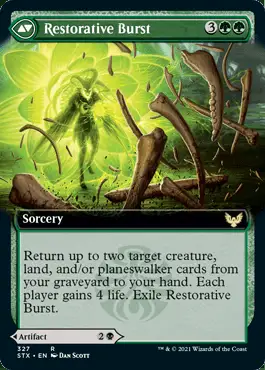 Restorative Burst 3
Sorcery
Return up to two target creature,
land, and/or planeswalker cards from
your graveyard to your hand. Each
player gains 4 life. Exile Restorative
Burst.
Artifact 2
327 R
STX • EN DAN SCOTT
™ & © 2021 Wizards of the Coast